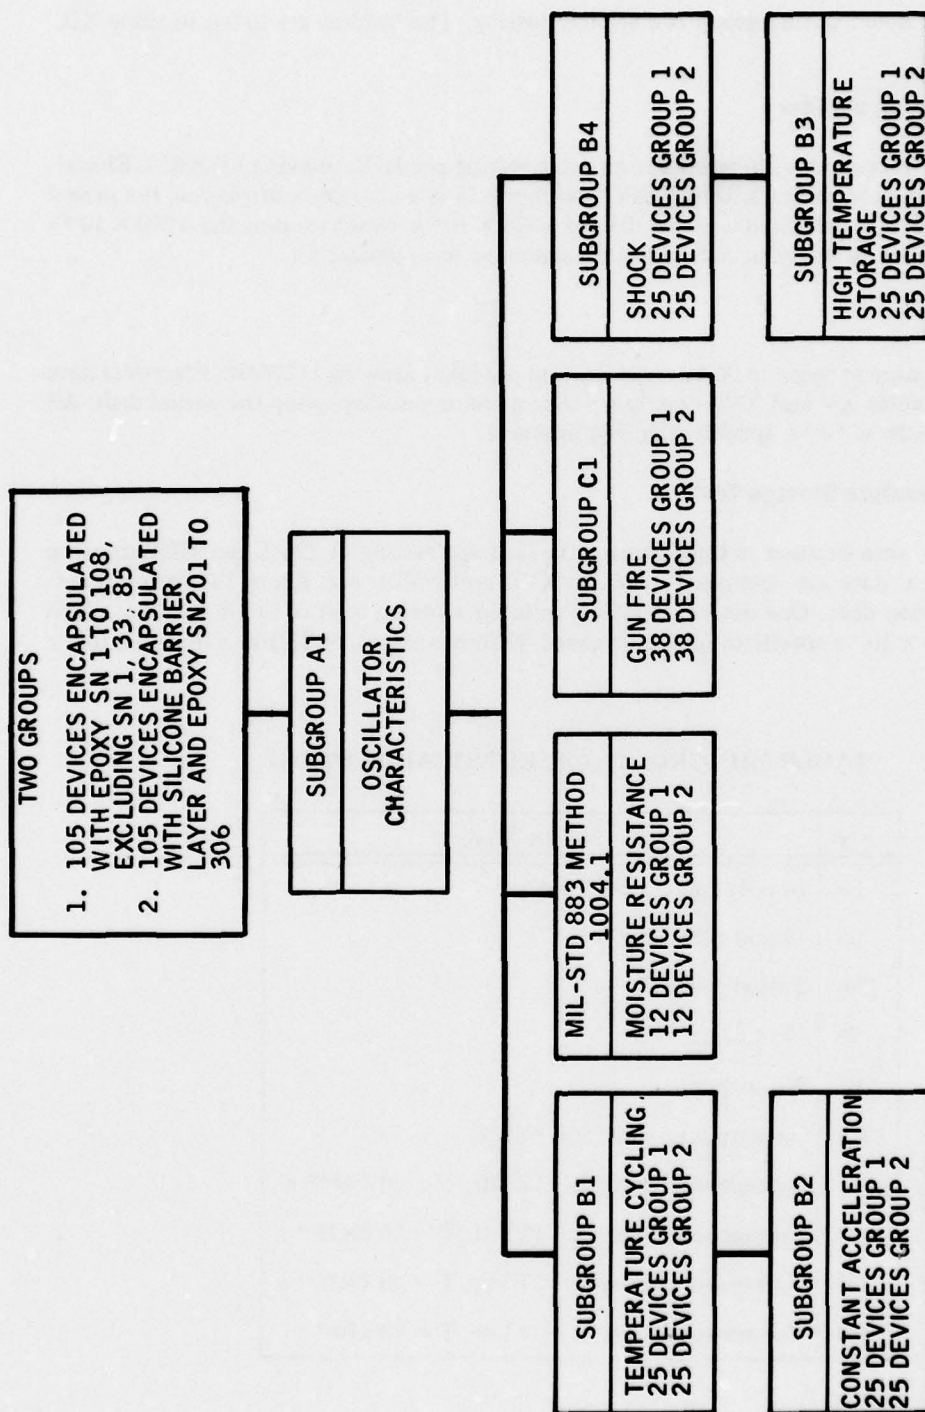 TWO GROUPS
1. 105 DEVICES ENCAPSULATED
WITH EPOXY SN 1 TO 108,
EXCLUDING SN 1, 33, 85
2. 105 DEVICES ENCAPSULATED
WITH SILICONE BARRIER
LAYER AND EPOXY SN201 TO
306
SUBGROUP A1
OSCILLATOR
CHARACTERISTICS
SUBGROUP B1
TEMPERATURE CYCLING
25 DEVICES GROUP 1
25 DEVICES GROUP 2
SUBGROUP B2
CONSTANT ACCELERATION
25 DEVICES GROUP 1
25 DEVICES GROUP 2
MIL-STD 883 METHOD
1004.1
MOISTURE RESISTANCE
12 DEVICES GROUP 1
12 DEVICES GROUP 2
SUBGROUP C1
GUN FIRE
38 DEVICES GROUP 1
38 DEVICES GROUP 2
SUBGROUP B4
SHOCK
25 DEVICES GROUP 1
25 DEVICES GROUP 2
SUBGROUP B3
HIGH TEMPERATURE
STORAGE
25 DEVICES GROUP 1
25 DEVICES GROUP 2